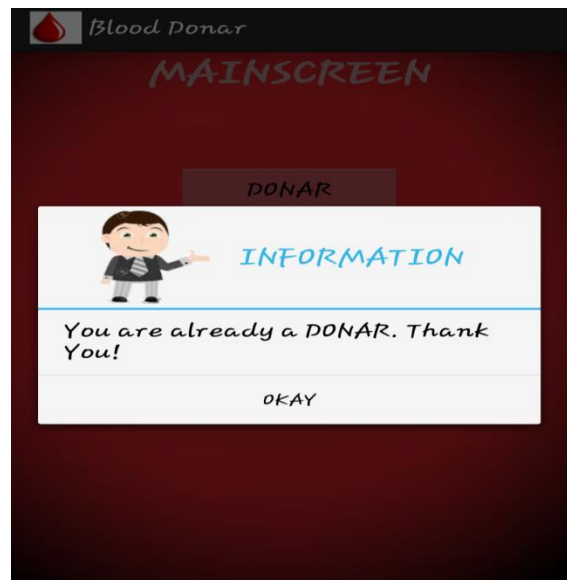 Blood Donar
MAINSCREEN
DONAR
INFORMATION
You are already a DONAR. Thank
You!
OKAY